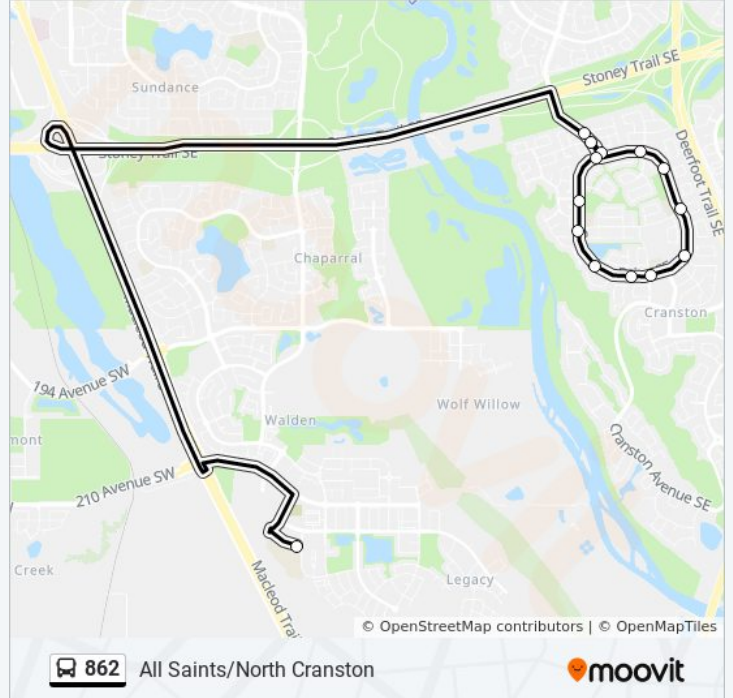 Stoney Trail SE
Sundance
Stoney Trail SE
Deerfoot Trail SE
Chaparral
Cranston
194 Avenue SW
Wolf Willow
Walden
mont
Cranston Avenue SE
210 Avenue SW
Creek
Macleod Trai
Legacy
© OpenStreetMap contributors | © OpenMapTiles
862 All Saints/North Cranston
moovit